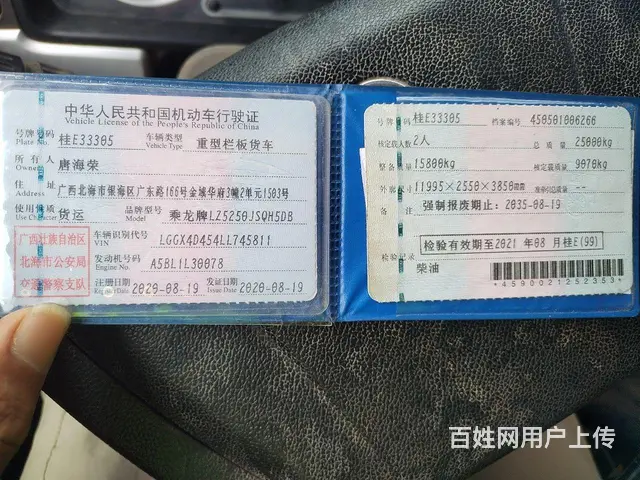 中华人民共和国机动车行驶证
Vehicle License of the People's Republic of China
号牌号码 桂E33305 车辆类型 重型栏板货车
Plate No. Vehicle Type
所有人 唐海荣
Owner
住址 广西北海市银海区广东路166号金域华府3幢2单元1503号
使用性质 货运 品牌型号 乘龙牌LZ5250JSQH5DB
Use Character Model
广西壮族自治区
北海市公安局
交通警察支队
车辆识别代号 LGGX4D454LL745811
VIN
发动机号码 A5BL1L30078
Engine No.
注册日期 2020-08-19 发证日期 2020-08-19
Register Date Issue Date
号牌号码 桂E33305 档案编号 450501006266
核定载人数 2人 总质量 25000kg
整备质量 15800kg 核定载质量 9070kg
外廓尺寸 11995×2550×3850mm 准牵引总质量 --
备注 强制报废期止：2035-08-19
检验有效期至2021年08月桂E(99)
检验记录
柴油
*4590021252353*
百姓网用户上传